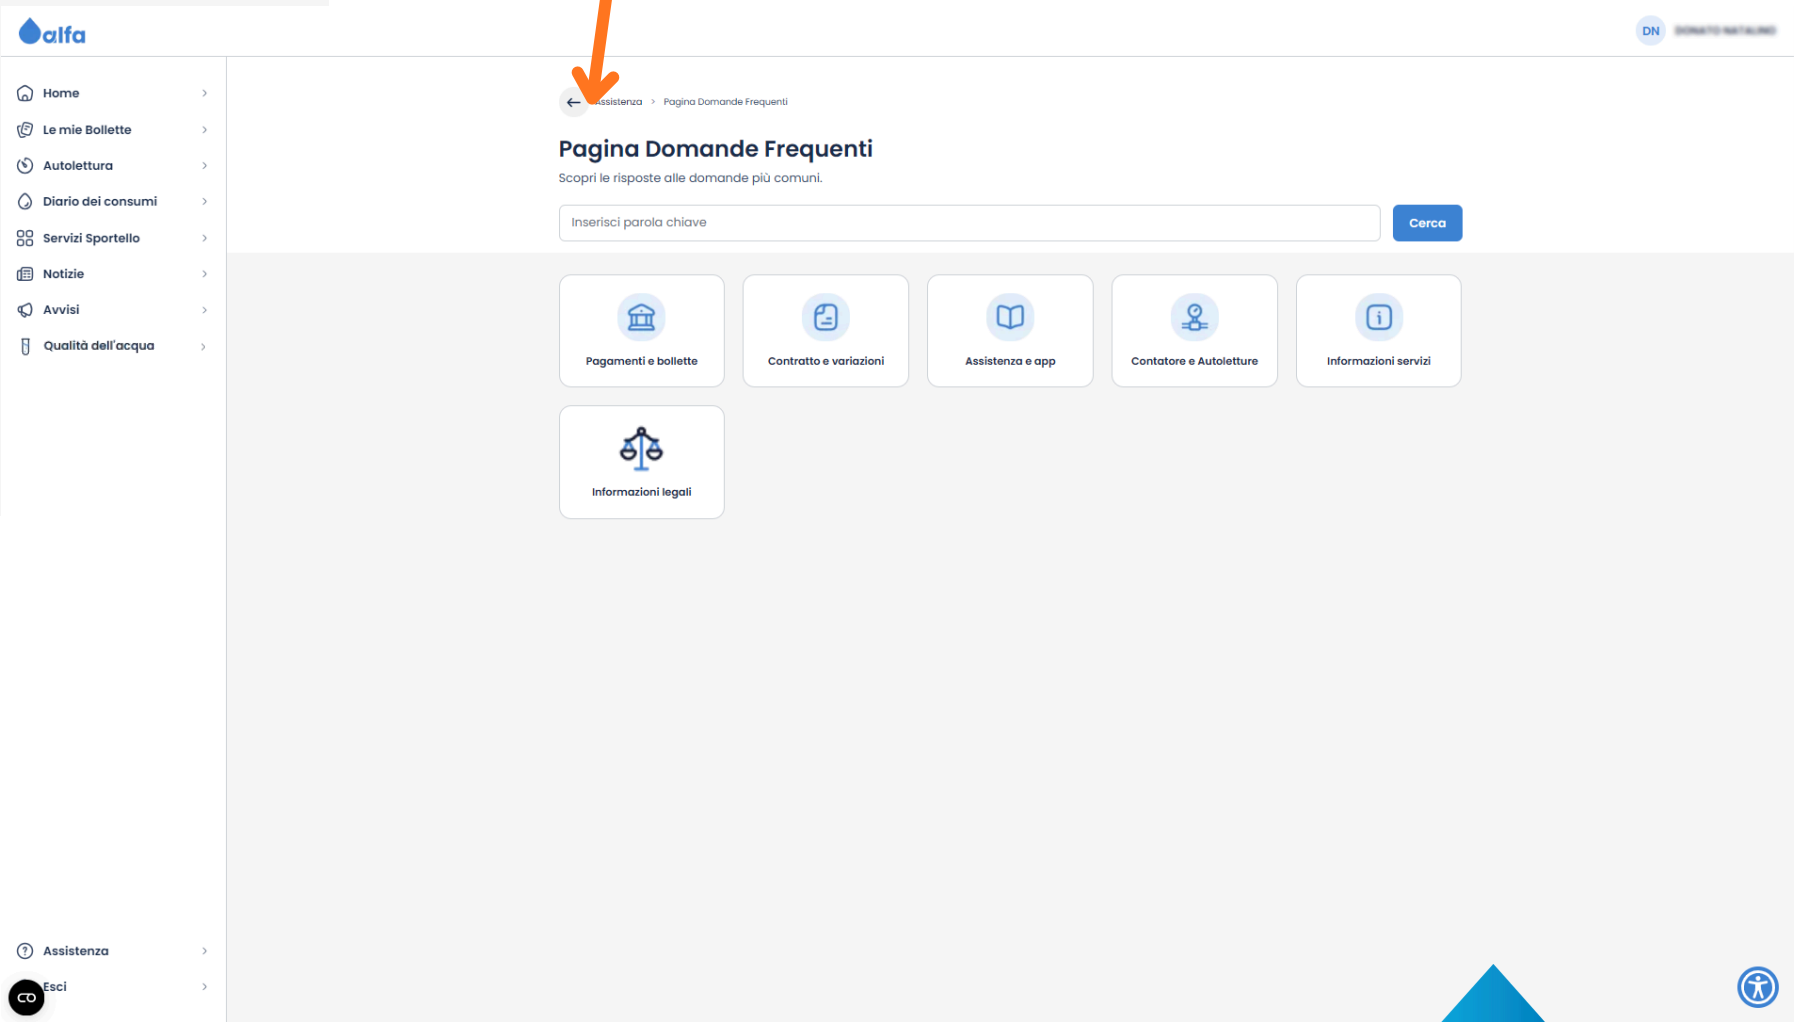 alfa
DN
Home
Le mie Bollette
Autolettura
Diario dei consumi
Servizi Sportello
Notizie
Avvisi
Qualità dell'acqua
Assistenza
Esci
Assistenza > Pagina Domande Frequenti
Pagina Domande Frequenti
Scopri le risposte alle domande più comuni.
Inserisci parola chiave
Cerca
Pagamenti e bollette
Contratto e variazioni
Assistenza e app
Contatore e Autoletture
Informazioni servizi
Informazioni legali